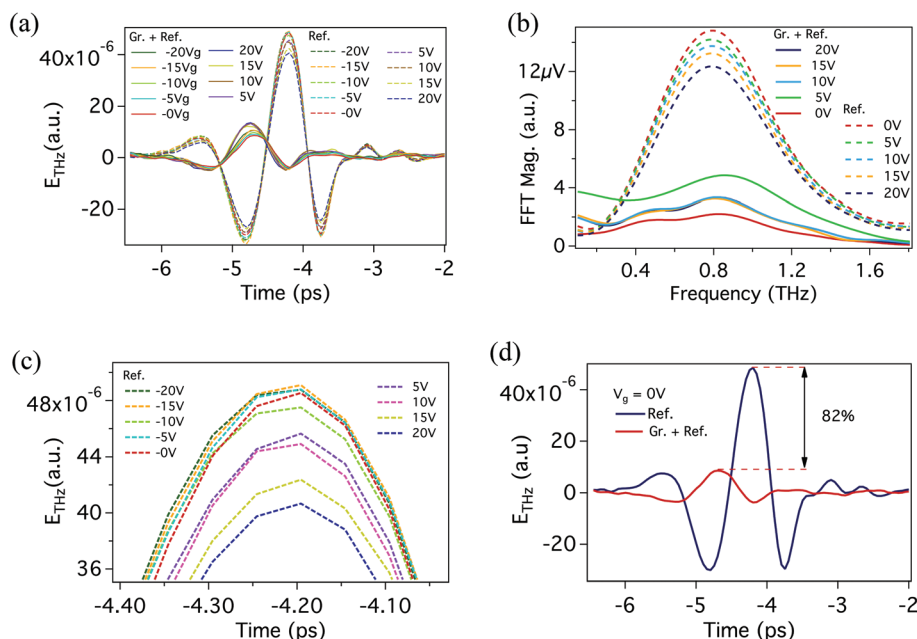 (a)
Gr. + Ref.
-20Vg
-15Vg
-10Vg
-5Vg
-0Vg
20V
15V
10V
5V
Ref.
-20V
-15V
-10V
-5V
-0V
5V
10V
15V
20V
40x10⁻⁶
20
0
-20
E_THz (a.u.)
-6
-5
-4
-3
-2
Time (ps)
(b)
Gr. + Ref.
20V
15V
10V
5V
0V
Ref.
0V
5V
10V
15V
20V
12µV
8
4
0
FFT Mag. (a.u.)
0.4
0.8
1.2
1.6
Frequency (THz)
(c)
Ref.
-20V
-15V
-10V
-5V
-0V
5V
10V
15V
20V
48x10⁻⁶
44
40
36
E_THz (a.u.)
-4.40
-4.30
-4.20
-4.10
Time (ps)
(d)
V_g = 0V
Ref.
Gr. + Ref.
82%
40x10⁻⁶
20
0
-20
E_THz (a.u)
-6
-5
-4
-3
-2
Time (ps)